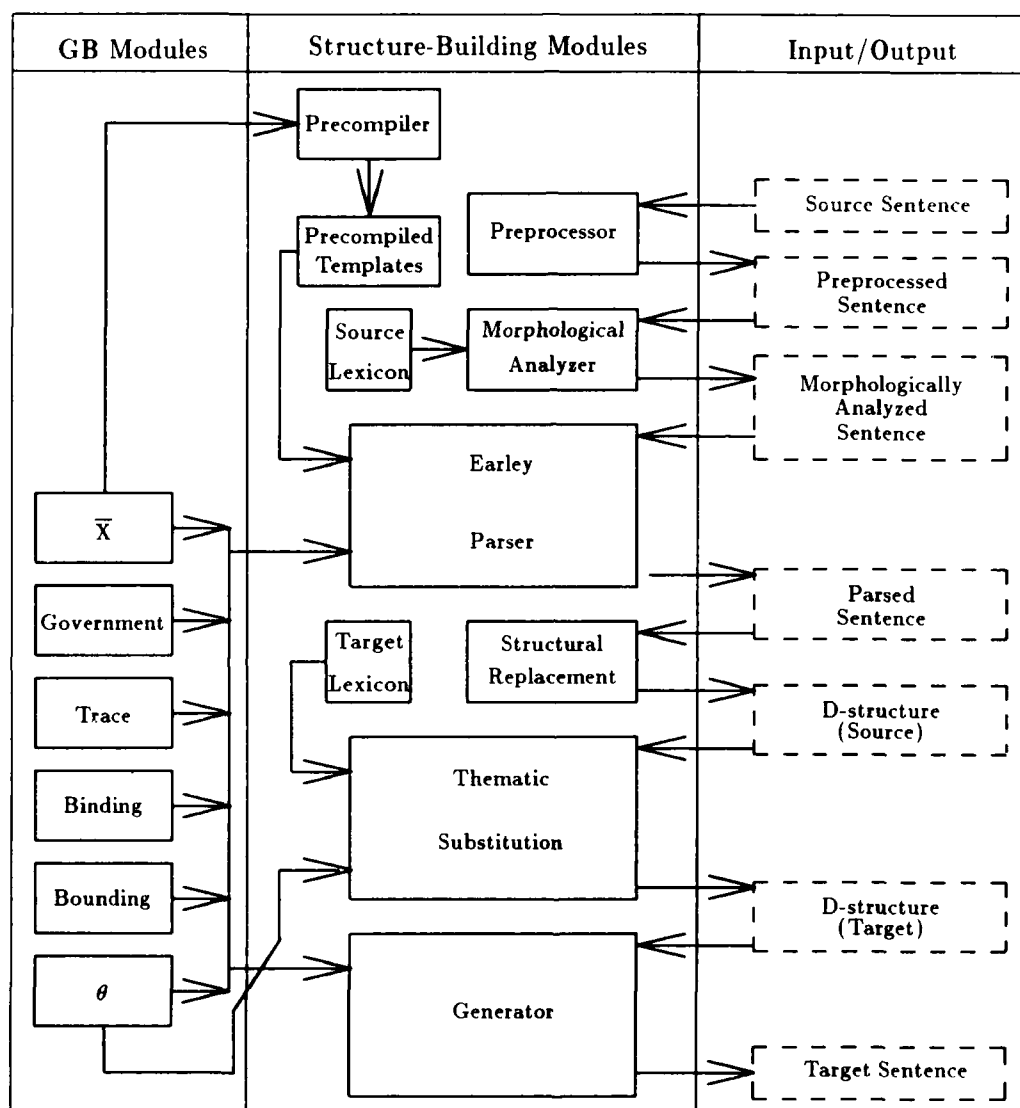 GB Modules
Structure-Building Modules
Input/Output
Precompiler
Precompiled
Templates
Preprocessor
Source Sentence
Preprocessed
Sentence
Source
Lexicon
Morphological
Analyzer
Morphologically
Analyzed
Sentence
Earley
Parser
X̅
Government
Trace
Binding
Bounding
θ
Parsed
Sentence
Target
Lexicon
Structural
Replacement
D-structure
(Source)
Thematic
Substitution
D-structure
(Target)
Generator
Target Sentence